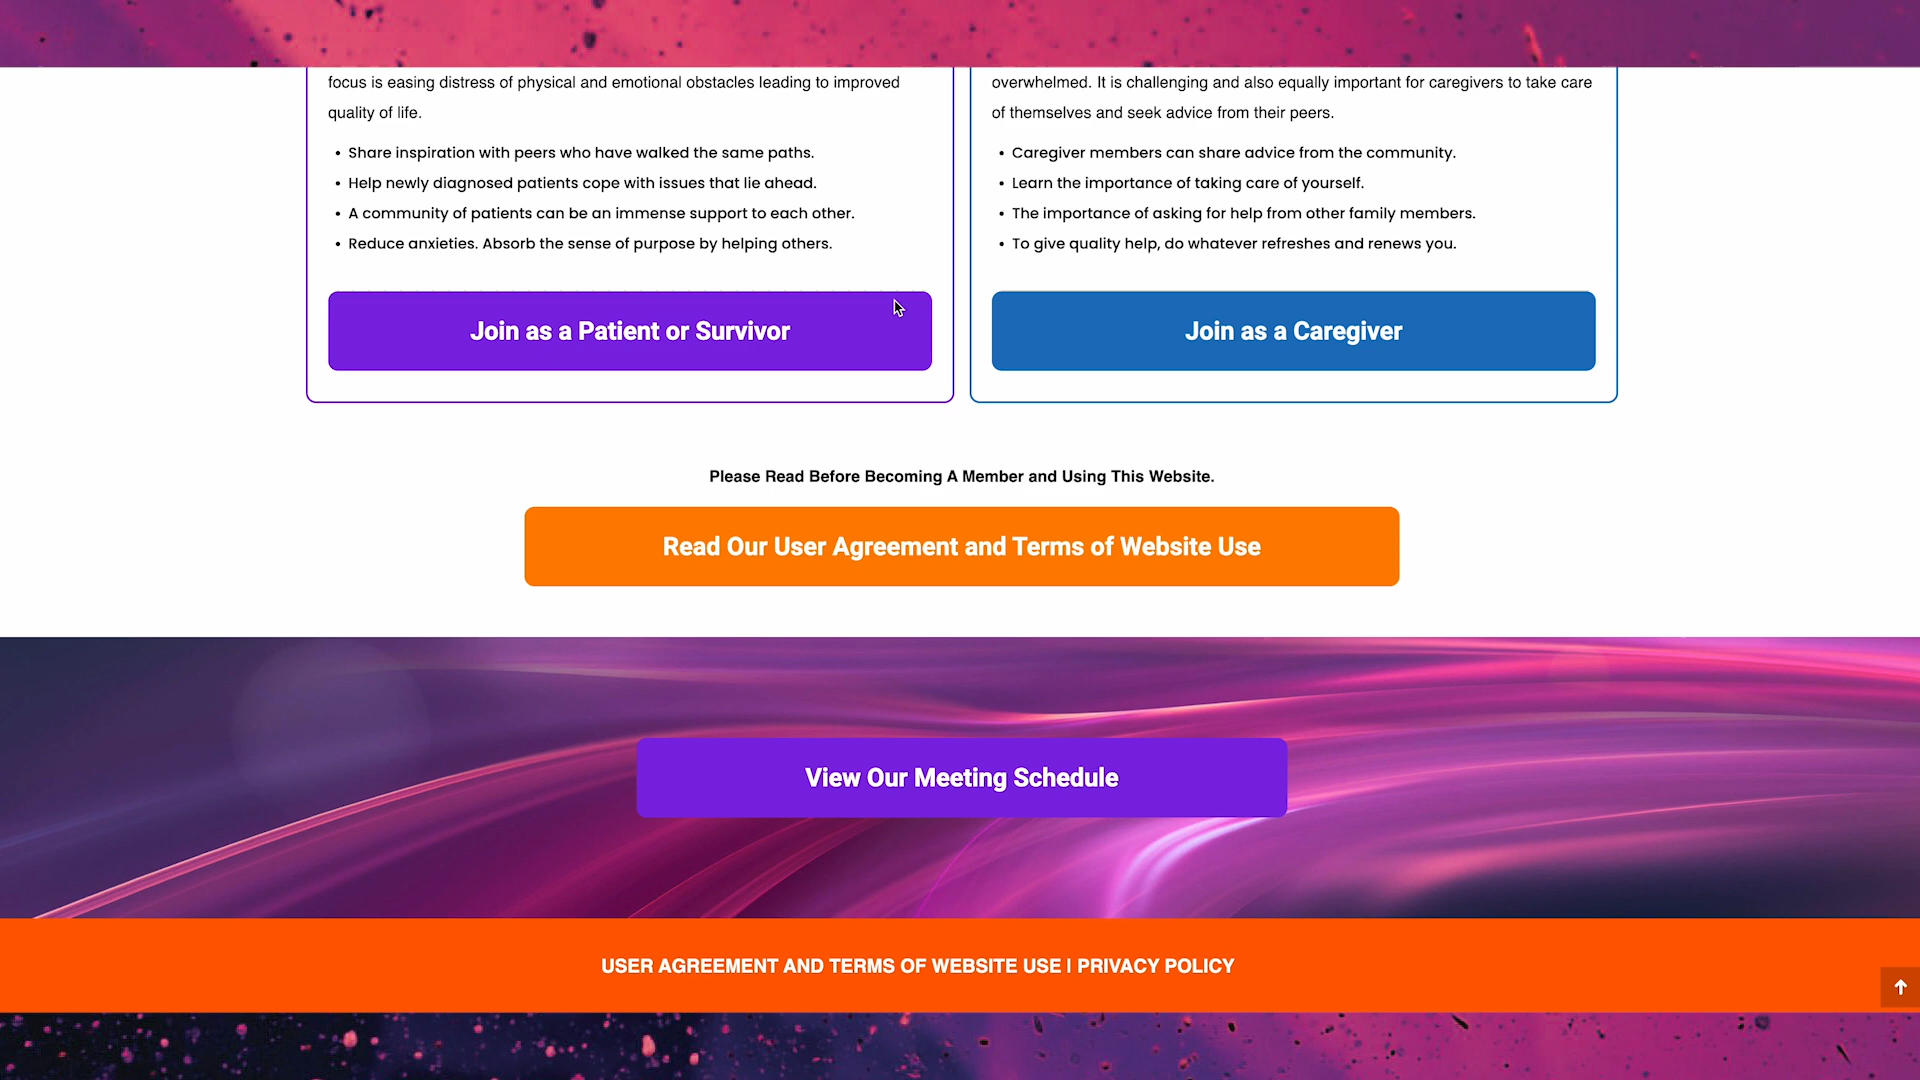 focus is easing distress of physical and emotional obstacles leading to improved
quality of life.
• Share inspiration with peers who have walked the same paths.
• Help newly diagnosed patients cope with issues that lie ahead.
• A community of patients can be an immense support to each other.
• Reduce anxieties. Absorb the sense of purpose by helping others.
Join as a Patient or Survivor
overwhelmed. It is challenging and also equally important for caregivers to take care
of themselves and seek advice from their peers.
• Caregiver members can share advice from the community.
• Learn the importance of taking care of yourself.
• The importance of asking for help from other family members.
• To give quality help, do whatever refreshes and renews you.
Join as a Caregiver
Please Read Before Becoming A Member and Using This Website.
Read Our User Agreement and Terms of Website Use
View Our Meeting Schedule
USER AGREEMENT AND TERMS OF WEBSITE USE | PRIVACY POLICY